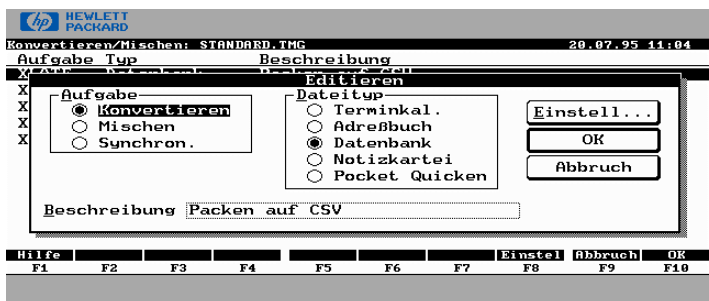 hp HEWLETT
PACKARD
Konvertieren/Mischen: STANDARD.TMG 20.07.95 11:04
Aufgabe Typ Beschreibung
Editieren
Aufgabe Dateityp
Konvertieren Terminkal. Einstell...
Mischen Adreßbuch
Synchron. Datenbank OK
Notizkartei
Pocket Quicken Abbruch
Beschreibung Packen auf CSV
Hilfe Einstel Abbruch OK
F1 F2 F3 F4 F5 F6 F7 F8 F9 F10